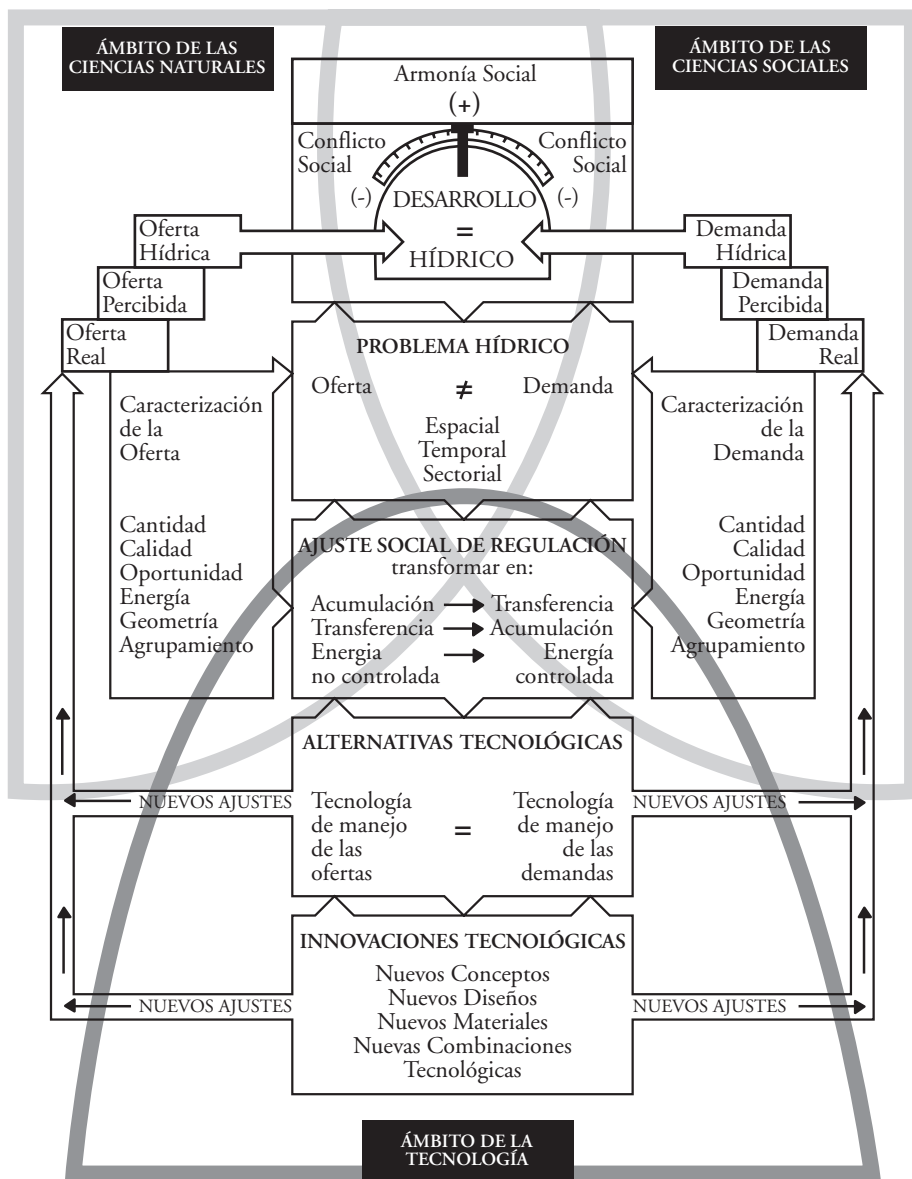 ÁMBITO DE LAS
CIENCIAS NATURALES
ÁMBITO DE LAS
CIENCIAS SOCIALES
Armonía Social
(+)
Conflicto
Social
(-)
Conflicto
Social
(-)
DESARROLLO
=
HÍDRICO
Oferta
Hídrica
Oferta
Percibida
Oferta
Real
Demanda
Hídrica
Demanda
Percibida
Demanda
Real
PROBLEMA HÍDRICO
Oferta ≠ Demanda
Espacial
Temporal
Sectorial
Caracterización
de la
Oferta
Cantidad
Calidad
Oportunidad
Energía
Geometría
Agrupamiento
Caracterización
de la
Demanda
Cantidad
Calidad
Oportunidad
Energía
Geometría
Agrupamiento
AJUSTE SOCIAL DE REGULACIÓN
transformar en:
Acumulación Transferencia
Transferencia Acumulación
Energia Energía
no controlada controlada
ALTERNATIVAS TECNOLÓGICAS
NUEVOS AJUSTES
Tecnología
de manejo
de las
ofertas
=
Tecnología
de manejo
de las
demandas
NUEVOS AJUSTES
INNOVACIONES TECNOLÓGICAS
Nuevos Conceptos
Nuevos Diseños
Nuevos Materiales
Nuevas Combinaciones
Tecnológicas
NUEVOS AJUSTES
NUEVOS AJUSTES
ÁMBITO DE LA
TECNOLOGÍA